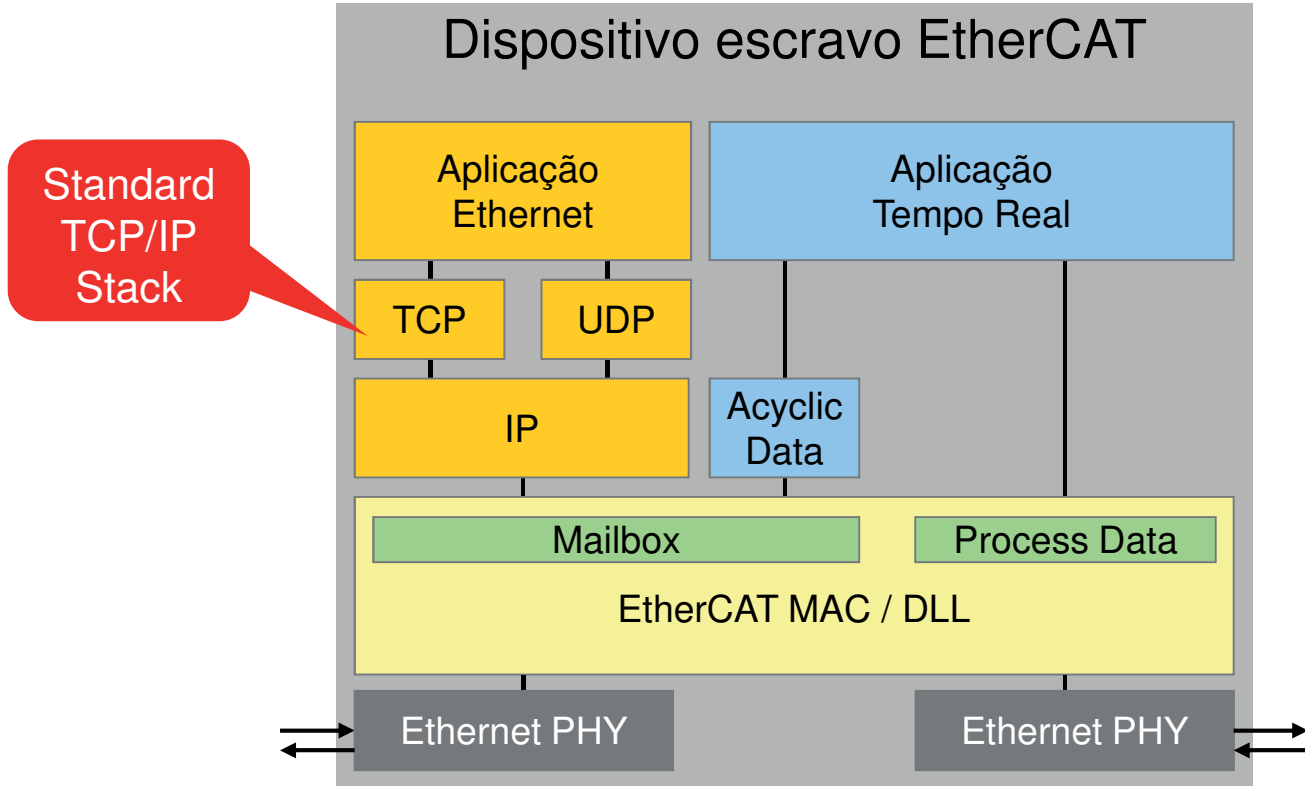 Dispositivo escravo EtherCAT
Standard
TCP/IP
Stack
Aplicação
Ethernet
Aplicação
Tempo Real
TCP
UDP
IP
Acyclic
Data
Mailbox
Process Data
EtherCAT MAC / DLL
Ethernet PHY
Ethernet PHY